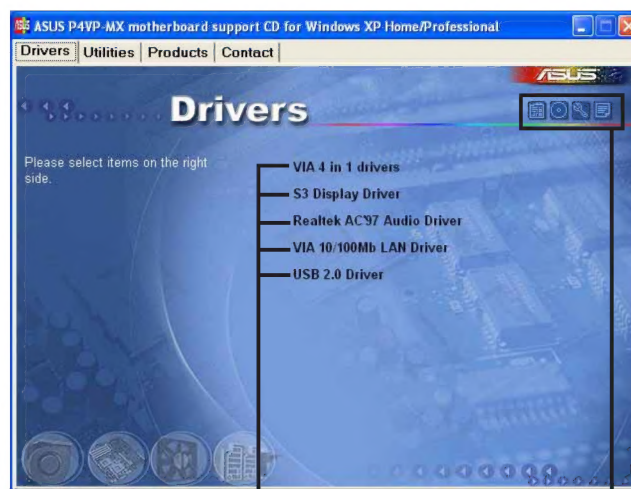 ASUS P4VP-MX motherboard support CD for Windows XP Home/Professional
Drivers Utilities Products Contact
ASUS
Drivers
Please select items on the right
side.
VIA 4 in 1 drivers
S3 Display Driver
Realtek AC'97 Audio Driver
VIA 10/100Mb LAN Driver
USB 2.0 Driver